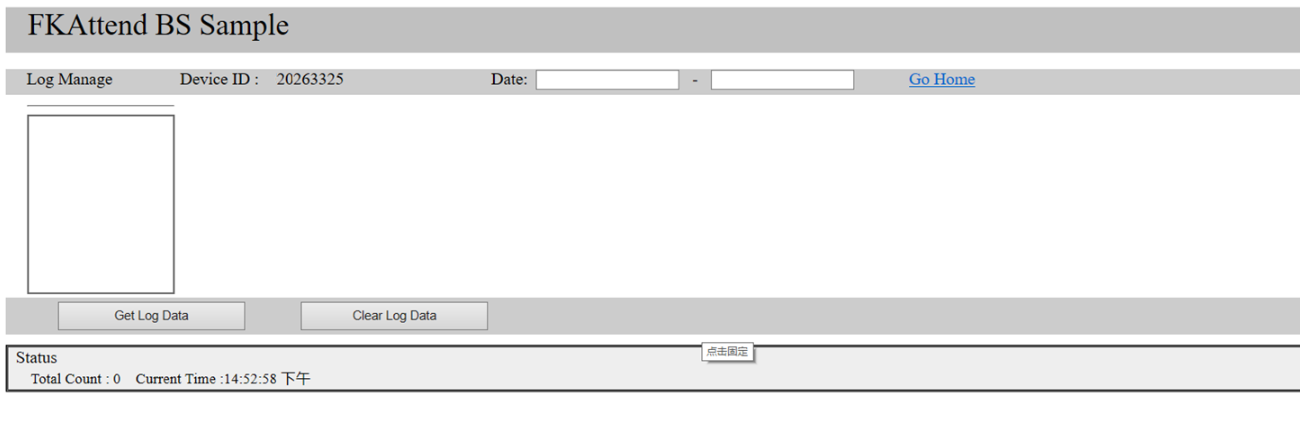 FKAttend BS Sample
Log Manage Device ID : 20263325 Date: - Go Home
Get Log Data Clear Log Data
点击固定
Status
Total Count : 0 Current Time :14:52:58 下午